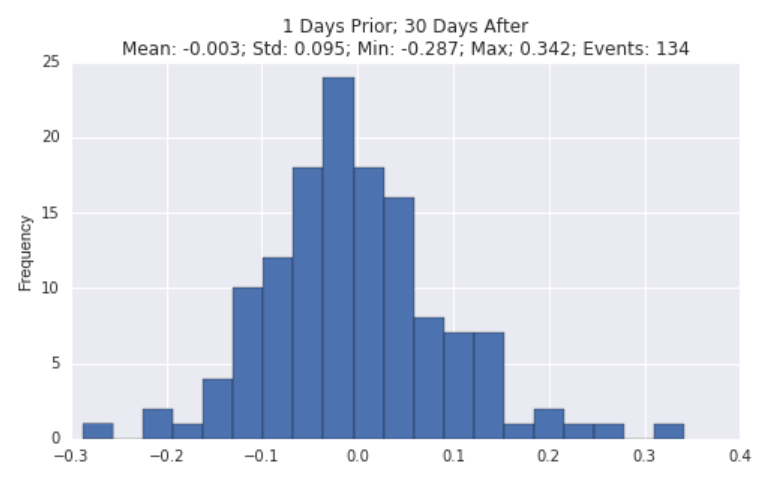 1 Days Prior; 30 Days After
Mean: -0.003; Std: 0.095; Min: -0.287; Max; 0.342; Events: 134
25
20
15
10
5
0
Frequency
−0.3 −0.2 −0.1 0.0 0.1 0.2 0.3 0.4